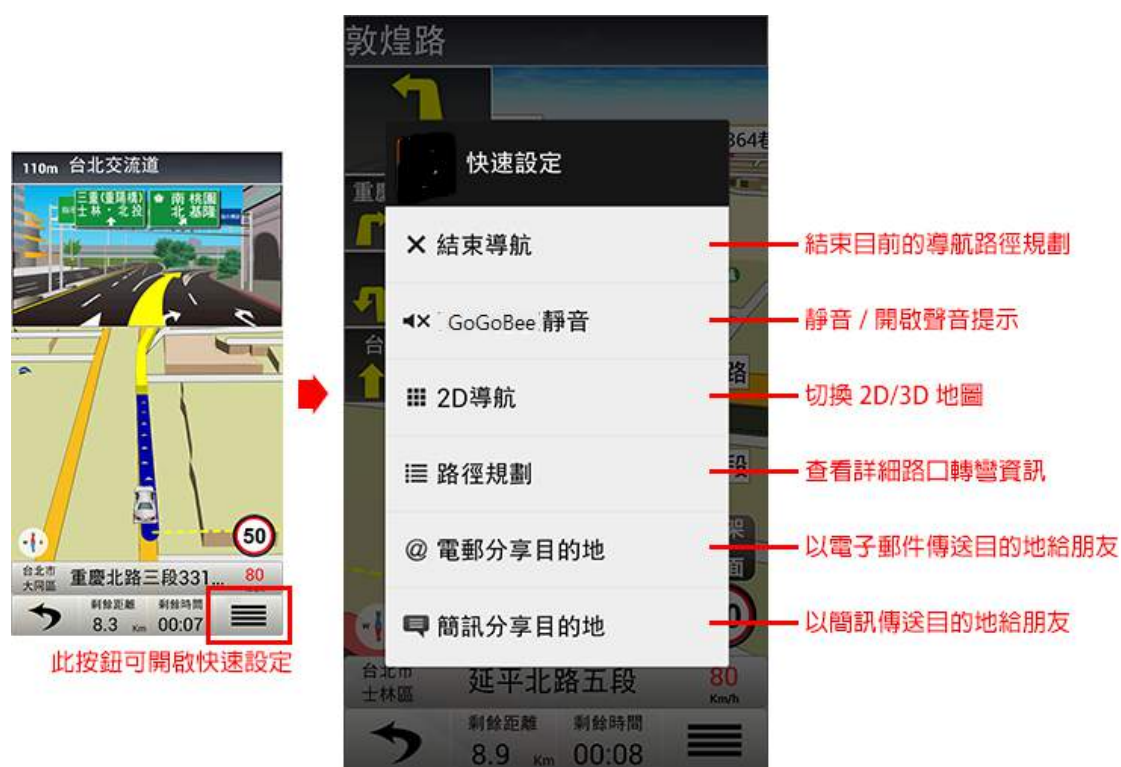 110m 台北交流道
三重(重陽橋)
士林・北投
南 桃園
北 基隆
50
台北市
大同區
重慶北路三段331...
80
剩餘距離
8.3 Km
剩餘時間
00:07
此按鈕可開啟快速設定
敦煌路
364巷
重慶
台
路
段
架
面
快速設定
結束導航
GoGoBee 靜音
2D導航
路徑規劃
@ 電郵分享目的地
簡訊分享目的地
台北市
士林區
延平北路五段
80
Km/h
剩餘距離
8.9 Km
剩餘時間
00:08
結束目前的導航路徑規劃
靜音 / 開啟聲音提示
切換 2D/3D 地圖
查看詳細路口轉彎資訊
以電子郵件傳送目的地給朋友
以簡訊傳送目的地給朋友